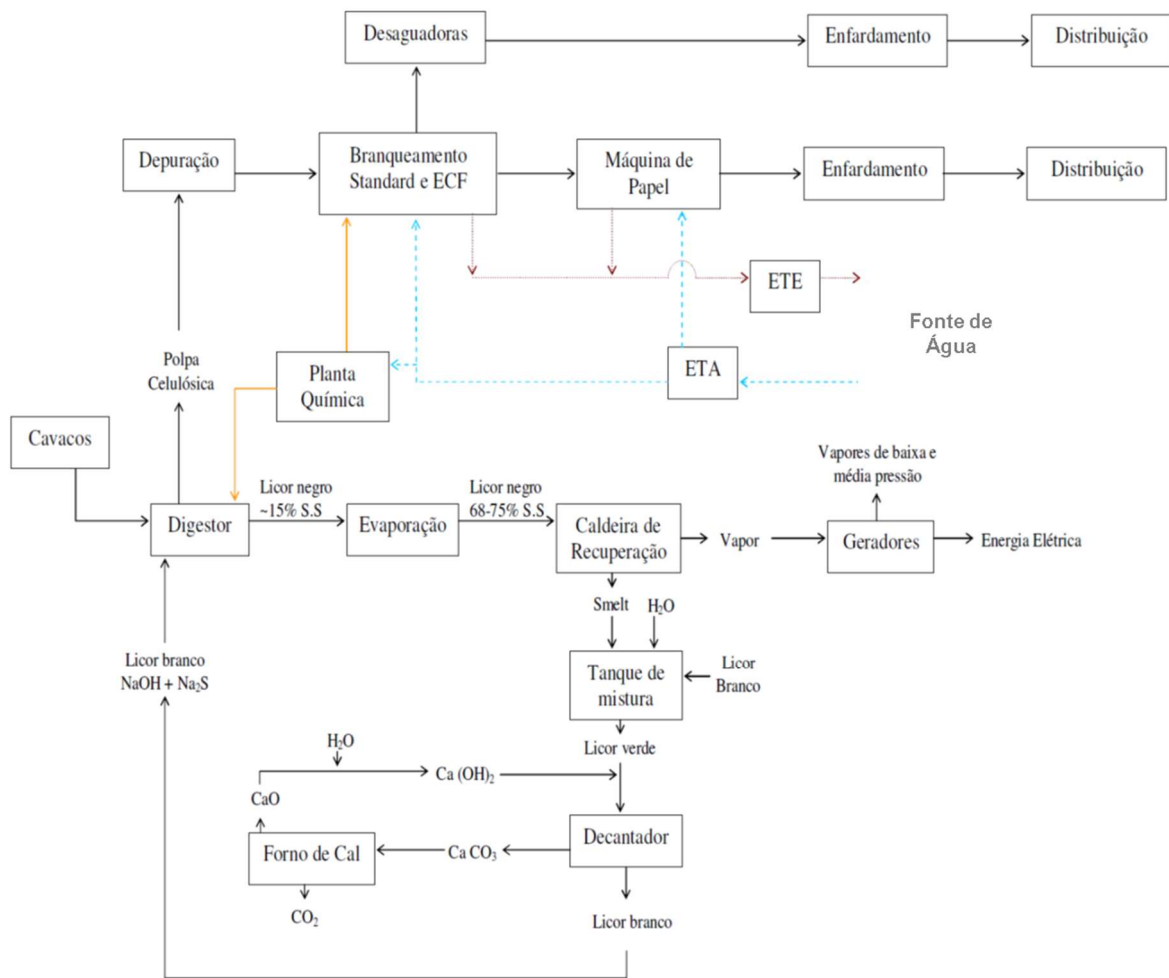 Desaguadoras
Enfardamento
Distribuição
Depuração
Branqueamento
Standard e ECF
Máquina de
Papel
Enfardamento
Distribuição
ETE
Fonte de
Água
Polpa
Celulósica
Planta
Química
ETA
Cavacos
Vapores de baixa e
média pressão
Digestor
Licor negro
~15% S.S
Evaporação
Licor negro
68-75% S.S
Caldeira de
Recuperação
Vapor
Geradores
Energia Elétrica
Smelt
H₂O
Licor branco
NaOH + Na₂S
Tanque de
mistura
Licor
Branco
H₂O
Licor verde
Ca (OH)₂
CaO
Forno de Cal
Ca CO₃
Decantador
CO₂
Licor branco